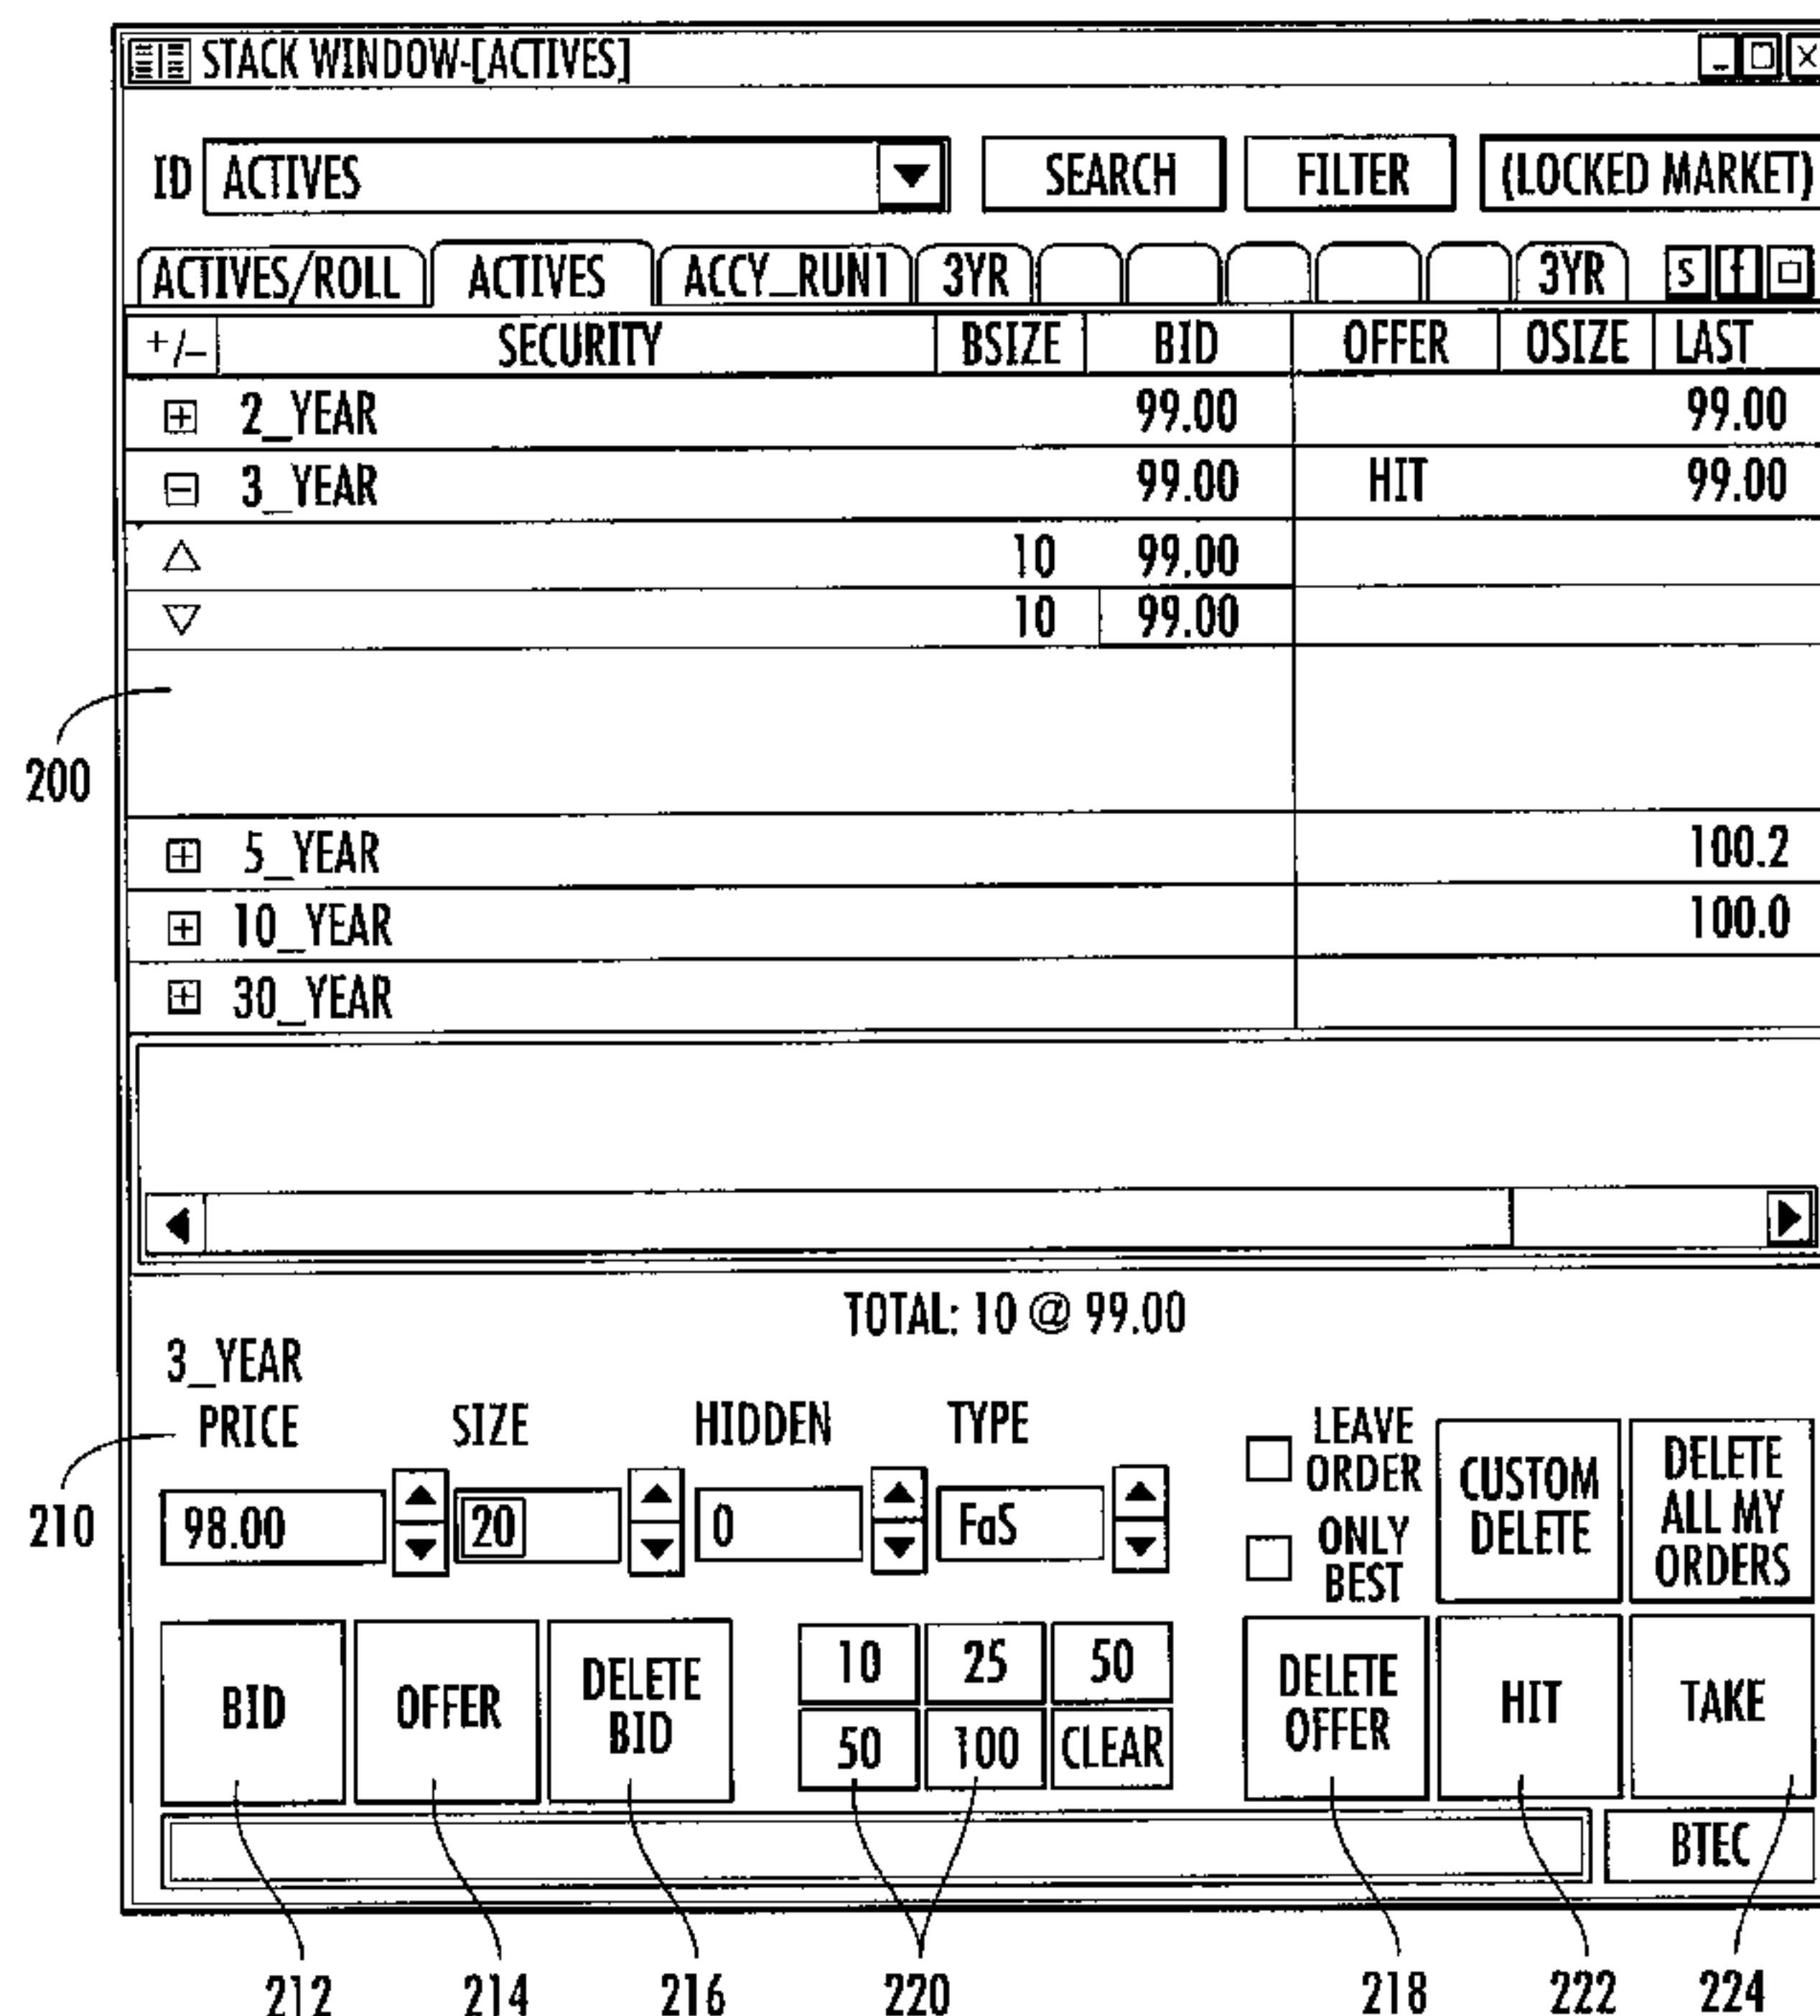 STACK WINDOW-[ACTIVES]
ID ACTIVES SEARCH FILTER (LOCKED MARKET)
ACTIVES/ROLL ACTIVES ACCY_RUN1 3YR 3YR S f
+/- SECURITY BSIZE BID OFFER OSIZE LAST
2_YEAR 99.00 99.00
3_YEAR 99.00 HIT 99.00
10 99.00
10 99.00
200
5_YEAR 100.2
10_YEAR 100.0
30_YEAR
TOTAL: 10 @ 99.00
3_YEAR
PRICE SIZE HIDDEN TYPE
210
98.00 20 0 FaS
LEAVE ORDER
ONLY BEST
CUSTOM DELETE
DELETE ALL MY ORDERS
BID OFFER DELETE BID
10 25 50
50 100 CLEAR
DELETE OFFER
HIT TAKE
BTEC
212 214 216 220 218 222 224